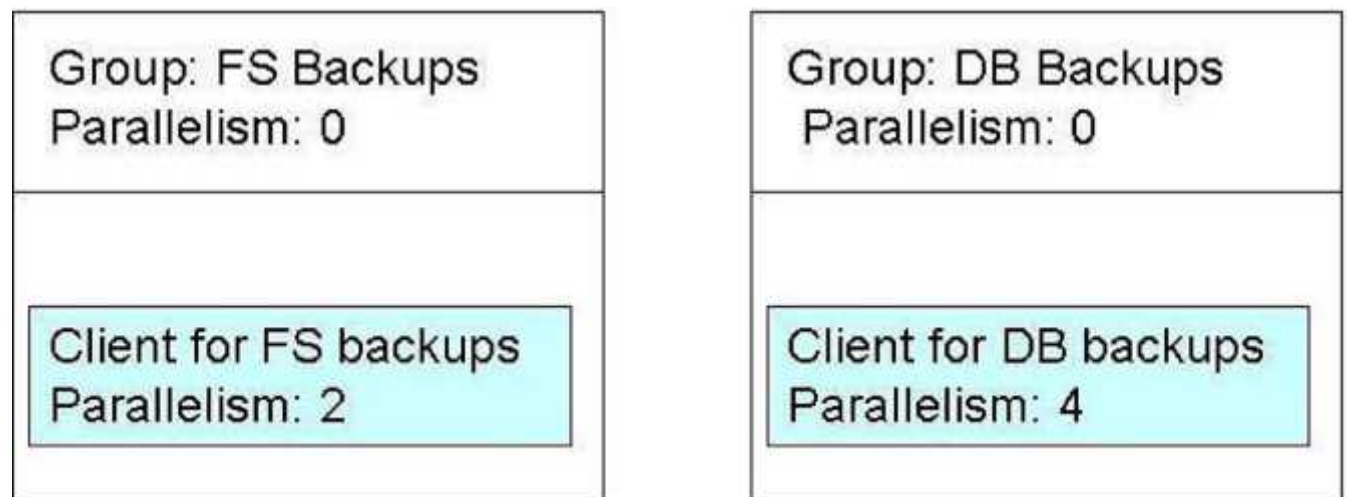 Group: FS Backups
Parallelism: 0
Client for FS backups
Parallelism: 2
Group: DB Backups
Parallelism: 0
Client for DB backups
Parallelism: 4